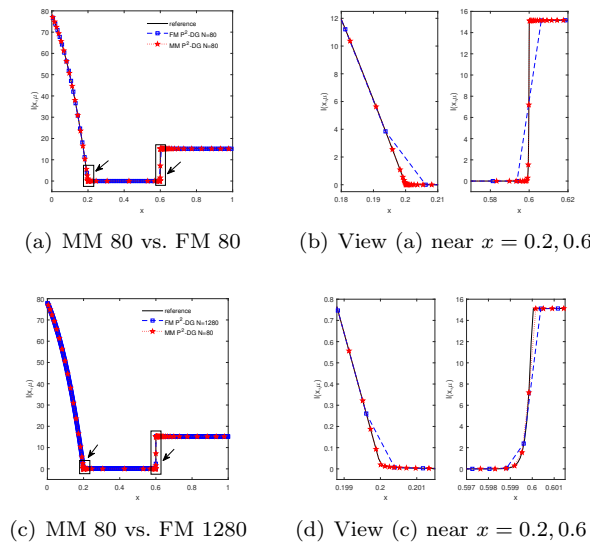 80
70
60
50
40
30
20
10
0
I(x,μ)
0 0.2 0.4 0.6 0.8 1
x
reference
FM P²-DG N=80
MM P²-DG N=80
12
10
8
6
4
2
0
I(x,μ)
0.18 0.19 0.2 0.21
x
16
14
12
10
8
6
4
2
0
I(x,μ)
0.58 0.6 0.62
x
(a) MM 80 vs. FM 80
(b) View (a) near x = 0.2, 0.6
80
70
60
50
40
30
20
10
0
I(x,μ)
0 0.2 0.4 0.6 0.8 1
x
reference
FM P²-DG N=1280
MM P²-DG N=80
0.8
0.7
0.6
0.5
0.4
0.3
0.2
0.1
0
I(x,μ)
0.199 0.2 0.201
x
16
14
12
10
8
6
4
2
0
I(x,μ)
0.597 0.598 0.599 0.6 0.601
x
(c) MM 80 vs. FM 1280
(d) View (c) near x = 0.2, 0.6